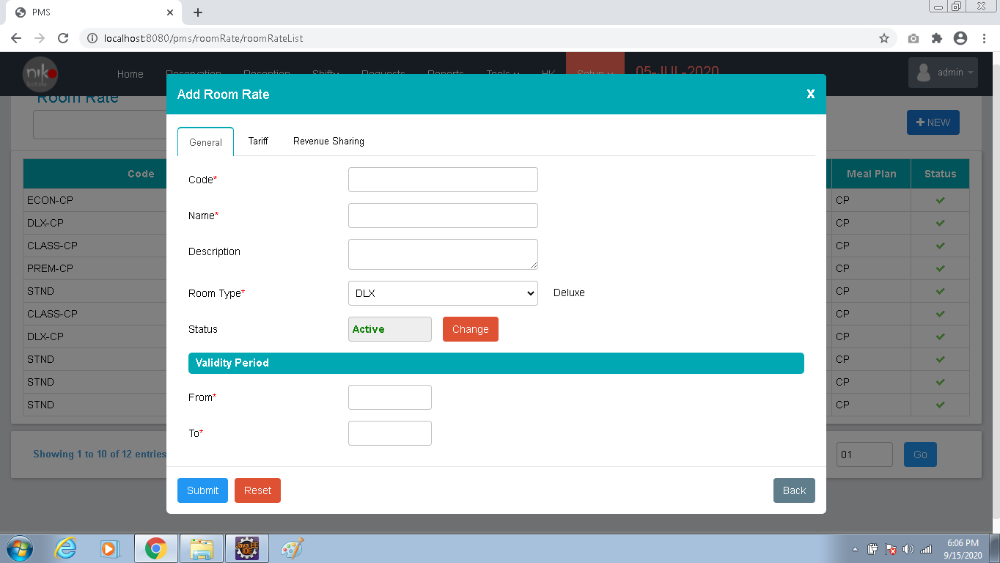 PMS
localhost:8080/pms/roomRate/roomRateList
niko
Home Reservation Reception Shifts Requests Reports Tools HK Setup 05-JUL-2020 admin
Room Rate
Add Room Rate X
NEW
General Tariff Revenue Sharing
Code Meal Plan Status
Code*
ECON-CP CP
Name*
DLX-CP CP
CLASS-CP CP
Description
PREM-CP CP
Room Type* DLX Deluxe
STND CP
CLASS-CP CP
Status Active Change
DLX-CP CP
STND CP
Validity Period
STND CP
From*
STND CP
To*
Showing 1 to 10 of 12 entries 01 Go
Submit Reset Back
Java EE
IDE
6:06 PM
9/15/2020